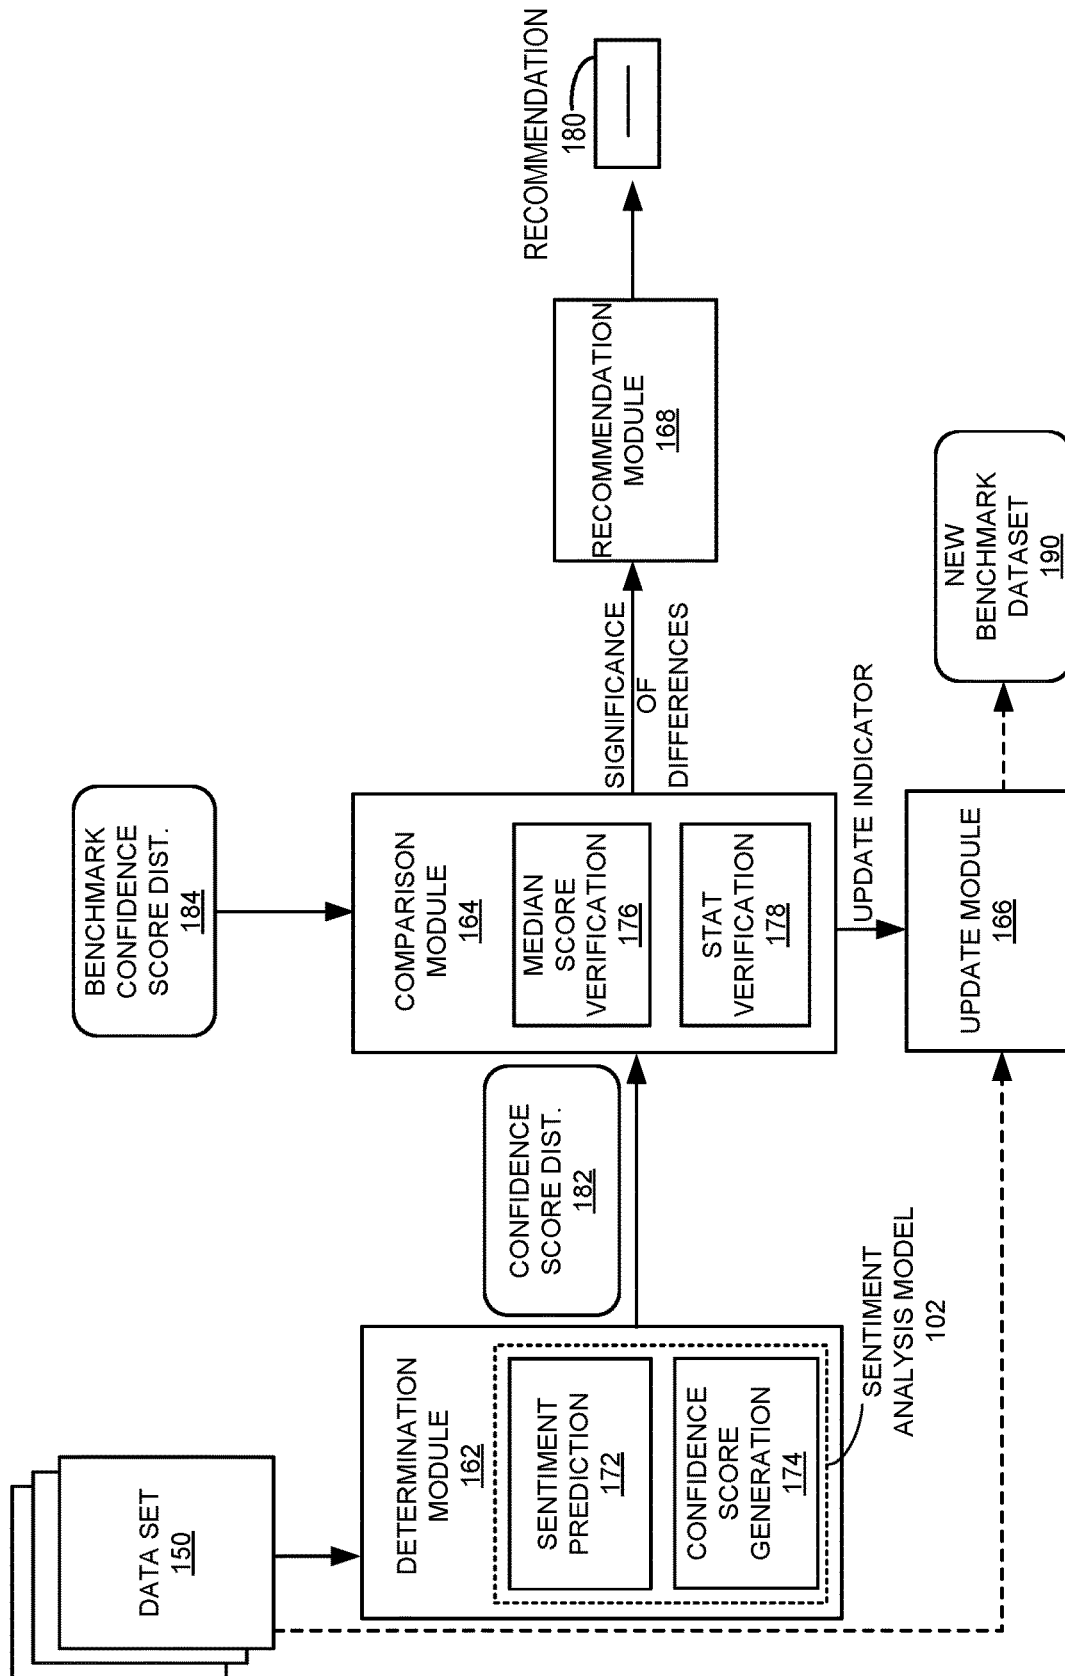 DATA SET
150
DETERMINATION
MODULE
162
SENTIMENT
PREDICTION
172
CONFIDENCE
SCORE
GENERATION
174
SENTIMENT
ANALYSIS MODEL
102
CONFIDENCE
SCORE DIST.
182
BENCHMARK
CONFIDENCE
SCORE DIST.
184
COMPARISON
MODULE
164
MEDIAN
SCORE
VERIFICATION
176
STAT
VERIFICATION
178
UPDATE INDICATOR
UPDATE MODULE
166
SIGNIFICANCE
OF
DIFFERENCES
RECOMMENDATION
MODULE
168
NEW
BENCHMARK
DATASET
190
RECOMMENDATION
180